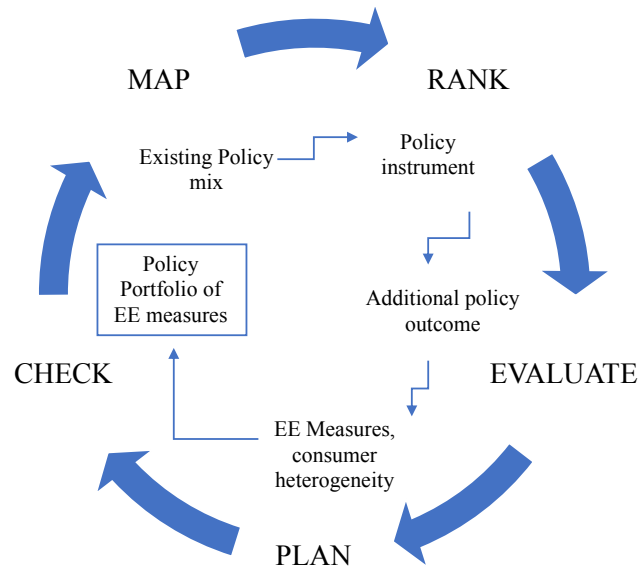 MAP
RANK
Existing Policy
mix
Policy
instrument
Policy
Portfolio of
EE measures
Additional policy
outcome
CHECK
EVALUATE
EE Measures,
consumer
heterogeneity
PLAN